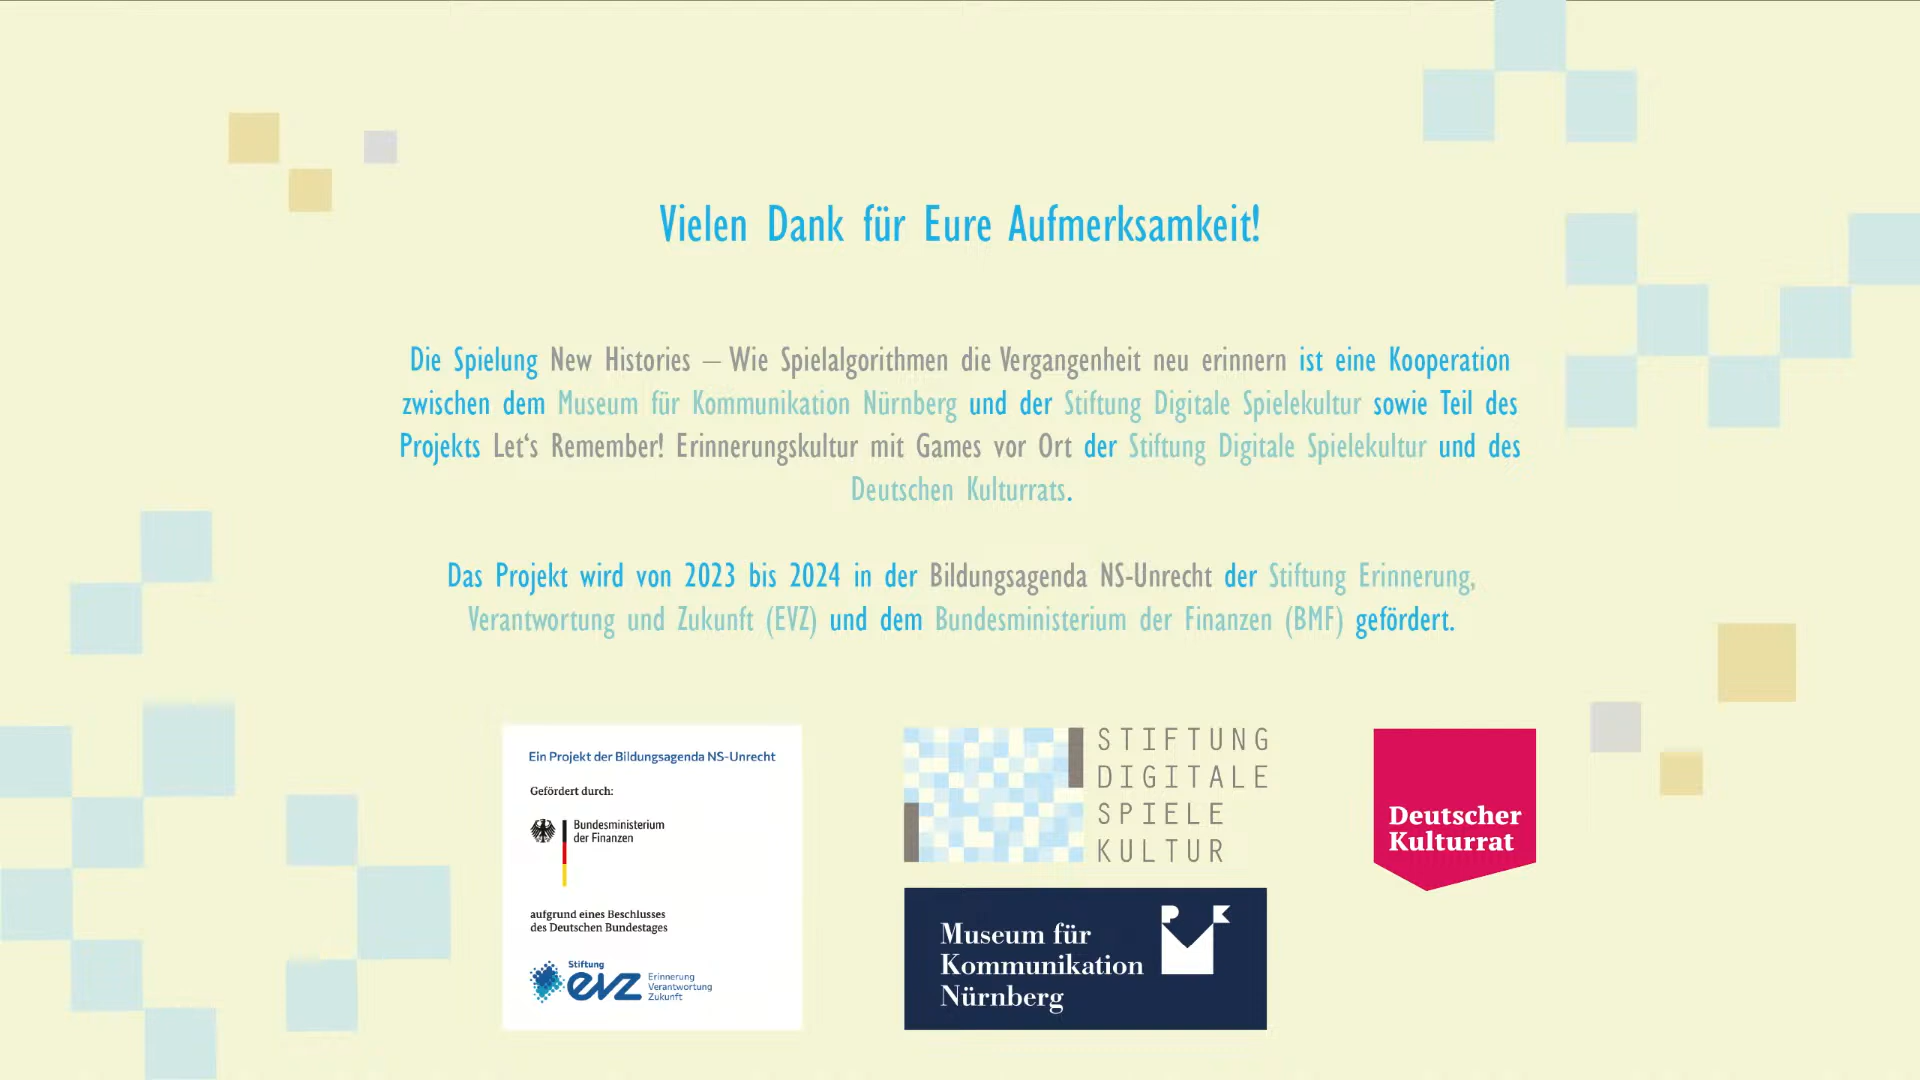 Vielen Dank für Eure Aufmerksamkeit!
Die Spielung New Histories – Wie Spielalgorithmen die Vergangenheit neu erinnern ist eine Kooperation
zwischen dem Museum für Kommunikation Nürnberg und der Stiftung Digitale Spielekultur sowie Teil des
Projekts Let‘s Remember! Erinnerungskultur mit Games vor Ort der Stiftung Digitale Spielekultur und des
Deutschen Kulturrats.
Das Projekt wird von 2023 bis 2024 in der Bildungsagenda NS-Unrecht der Stiftung Erinnerung,
Verantwortung und Zukunft (EVZ) und dem Bundesministerium der Finanzen (BMF) gefördert.
Ein Projekt der Bildungsagenda NS-Unrecht
Gefördert durch:
Bundesministerium
der Finanzen
aufgrund eines Beschlusses
des Deutschen Bundestages
Stiftung
evz
Erinnerung
Verantwortung
Zukunft
STIFTUNG
DIGITALE
SPIELE
KULTUR
Museum für
Kommunikation
Nürnberg
Deutscher
Kulturrat